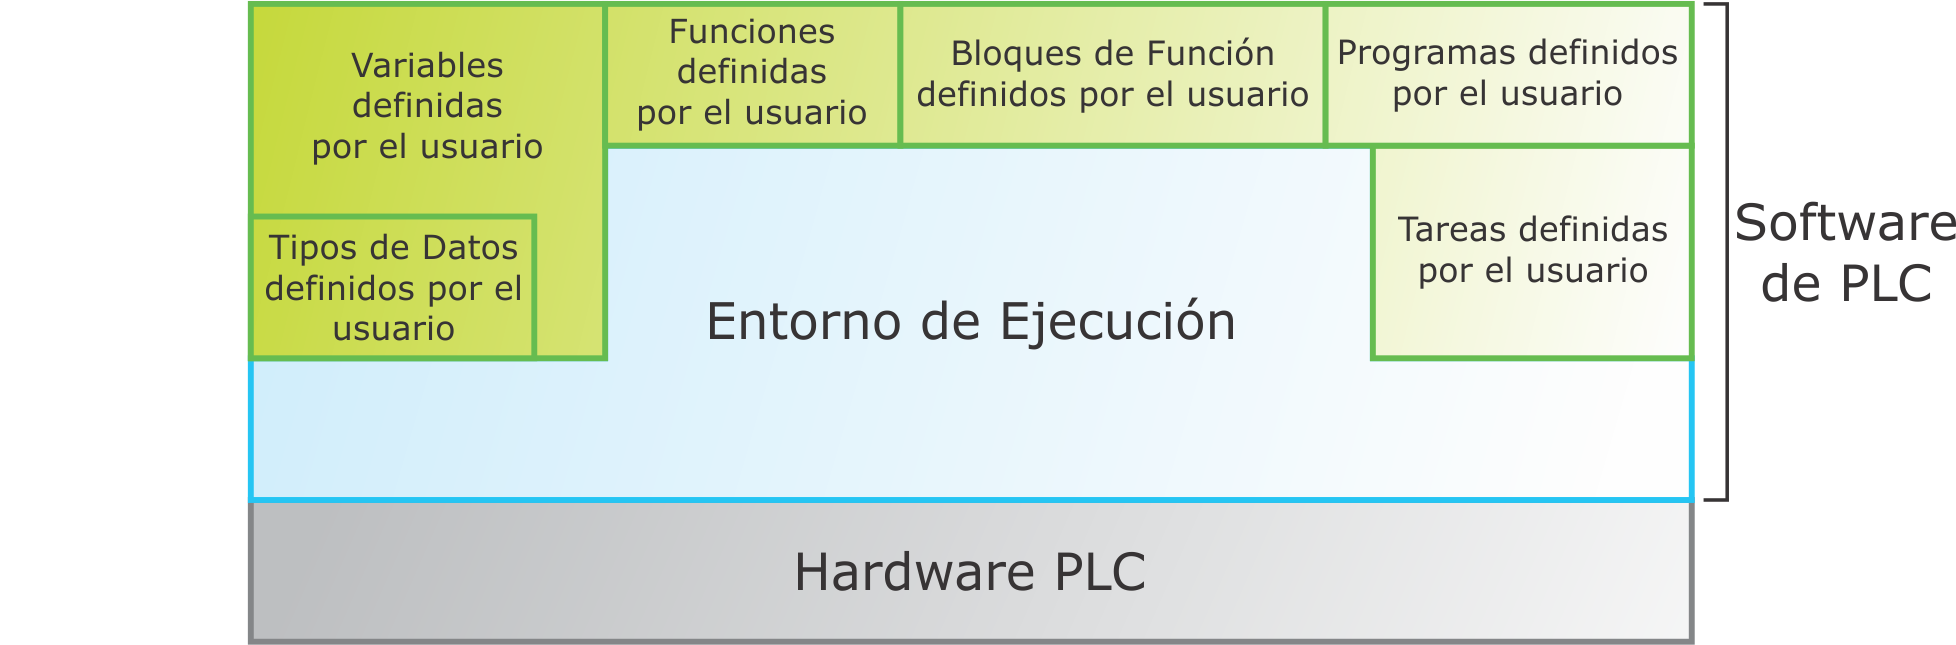 Variables
definidas
por el usuario
Funciones
definidas
por el usuario
Bloques de Función
definidos por el usuario
Programas definidos
por el usuario
Tipos de Datos
definidos por el
usuario
Entorno de Ejecución
Tareas definidas
por el usuario
Software
de PLC
Hardware PLC